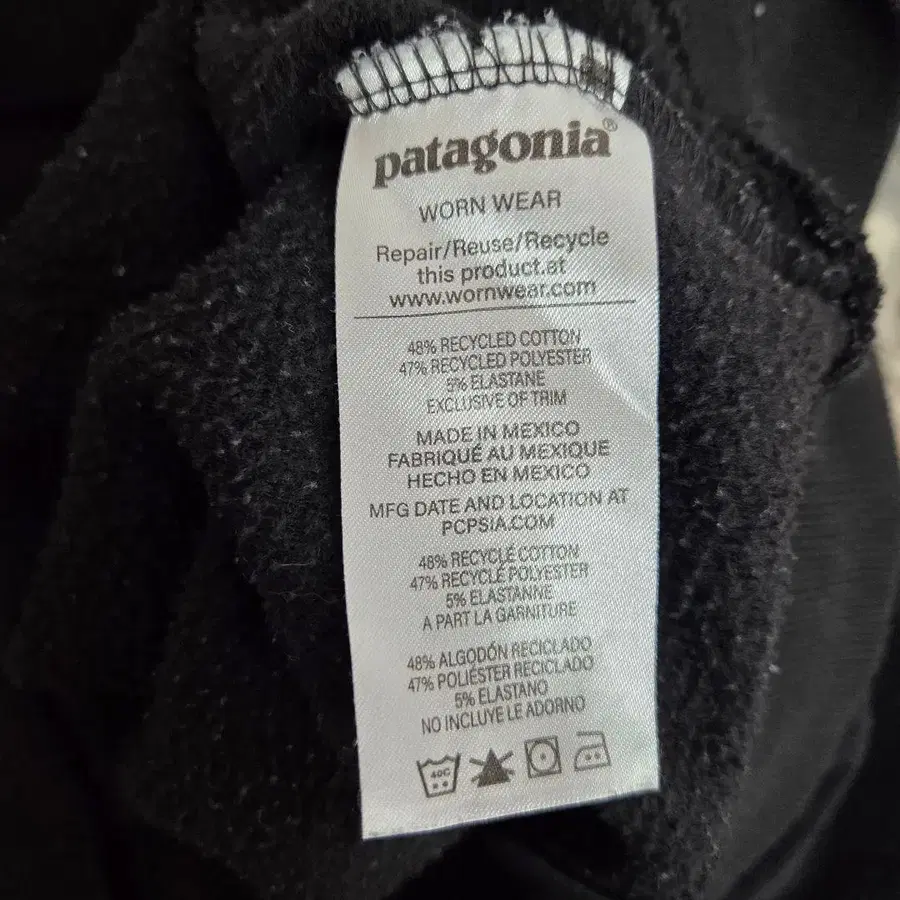 patagonia®
WORN WEAR
Repair/Reuse/Recycle
this product.at
www.wornwear.com
48% RECYCLED COTTON
47% RECYCLED POLYESTER
5% ELASTANE
EXCLUSIVE OF TRIM
MADE IN MEXICO
FABRIQUÉ AU MEXIQUE
HECHO EN MEXICO
MFG DATE AND LOCATION AT
PCPSIA.COM
48% RECYCLÉ COTTON
47% RECYCLÉ POLYESTER
5% ELASTANNE
A PART LA GARNITURE
48% ALGODÓN RECICLADO
47% POLIÉSTER RECICLADO
5% ELASTANO
NO INCLUYE LE ADORNO
40C